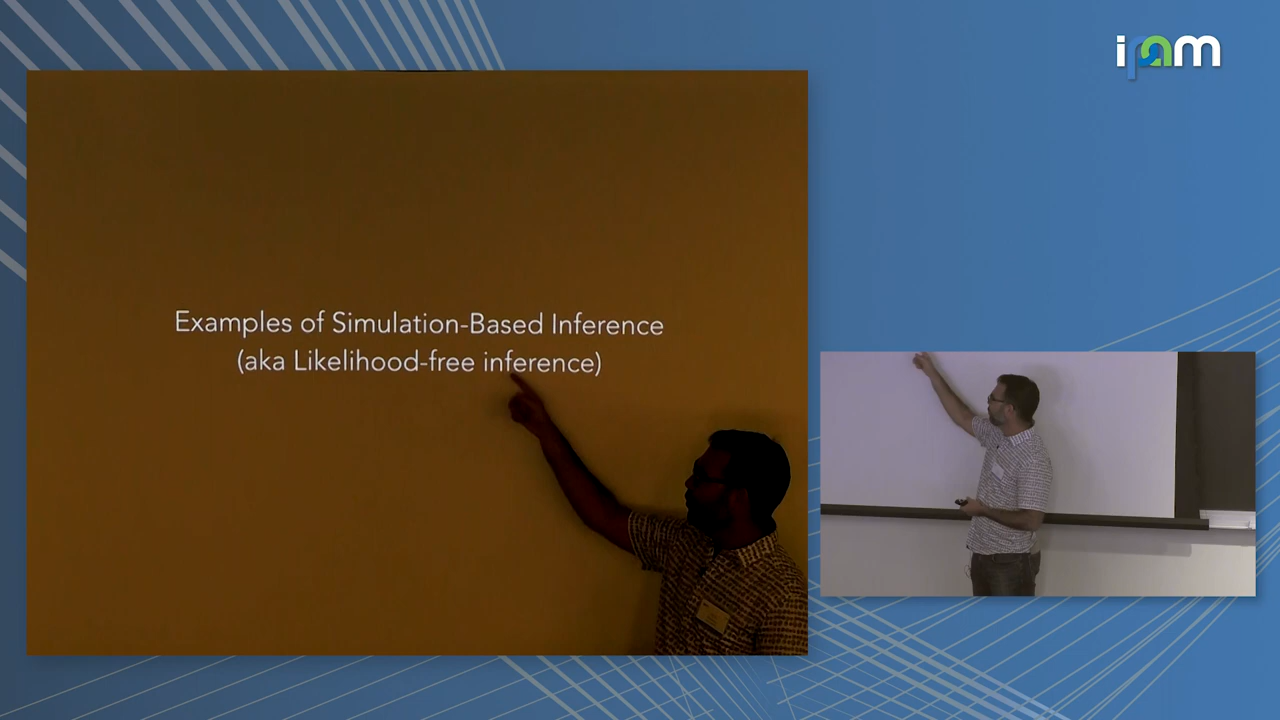 ipam
Examples of Simulation-Based Inference
(aka Likelihood-free inference)